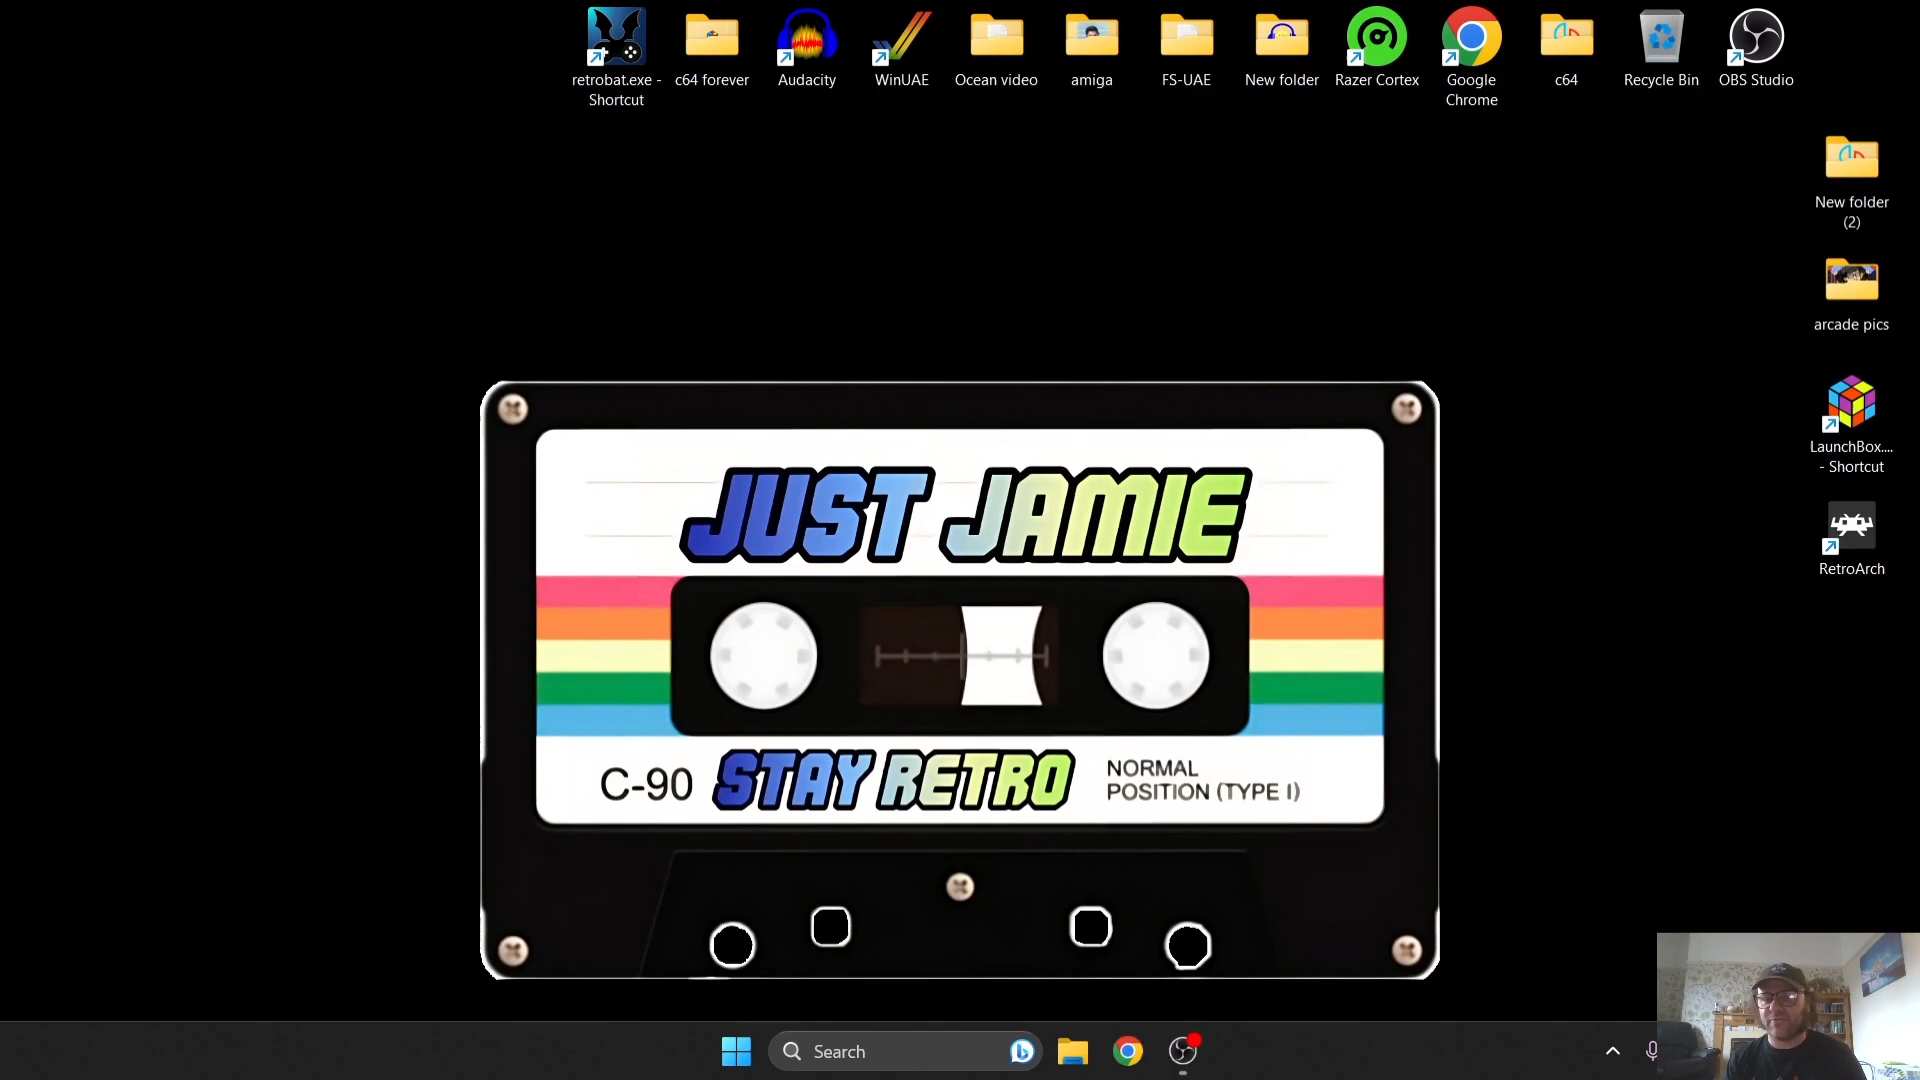 retrobat.exe -
Shortcut
c64 forever
Audacity
WinUAE
Ocean video
amiga
FS-UAE
New folder
Razer Cortex
Google
Chrome
c64
Recycle Bin
OBS Studio
New folder
(2)
arcade pics
LaunchBox....
- Shortcut
RetroArch
JUST JAMIE
C-90
STAY RETRO
NORMAL
POSITION (TYPE I)
Search